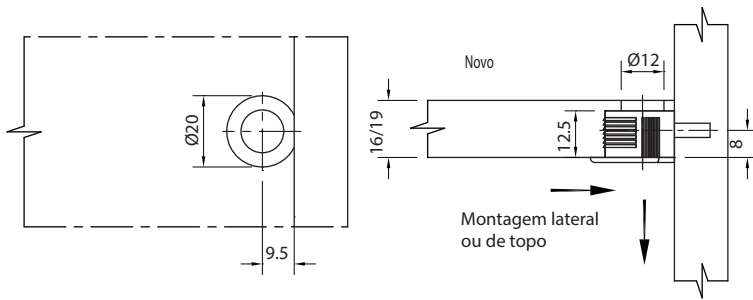 Novo
Ø12
Ø20
16/19
12.5
8
9.5
Montagem lateral
ou de topo